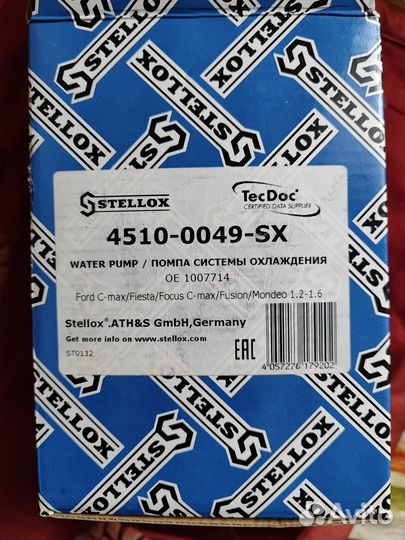 STELLOX
STELLOX
STELLOX
STELLOX
STELLOX
TecDoc
CERTIFIED DATA SUPPLIER
4510-0049-SX
WATER PUMP / ПОМПА СИСТЕМЫ ОХЛАЖДЕНИЯ
OE 1007714
Ford C-max/Fiesta/Focus C-max/Fusion/Mondeo 1.2-1.6
Stellox®.ATH&S GmbH,Germany
Get more info on www.stellox.com
ST0132
EAC
4 057276 179202
STELLOX
STELLOX
STELLOX
STELLOX
Avito